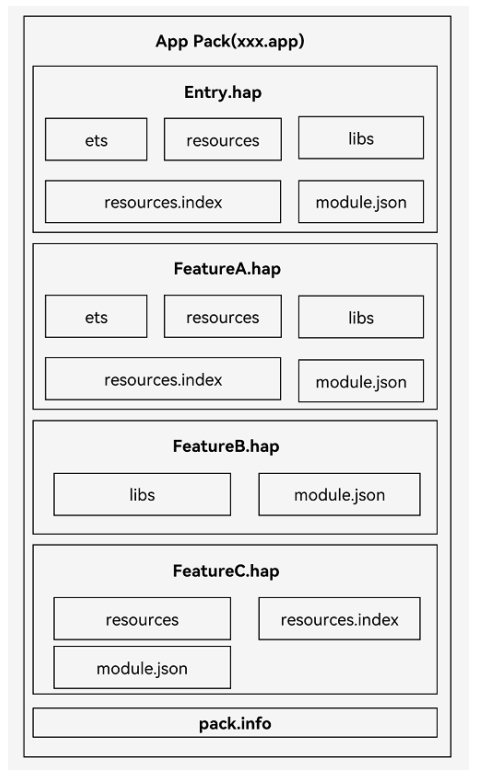 App Pack(xxx.app)
Entry.hap
ets resources libs
resources.index module.json
FeatureA.hap
ets resources libs
resources.index module.json
FeatureB.hap
libs module.json
FeatureC.hap
resources resources.index
module.json
pack.info